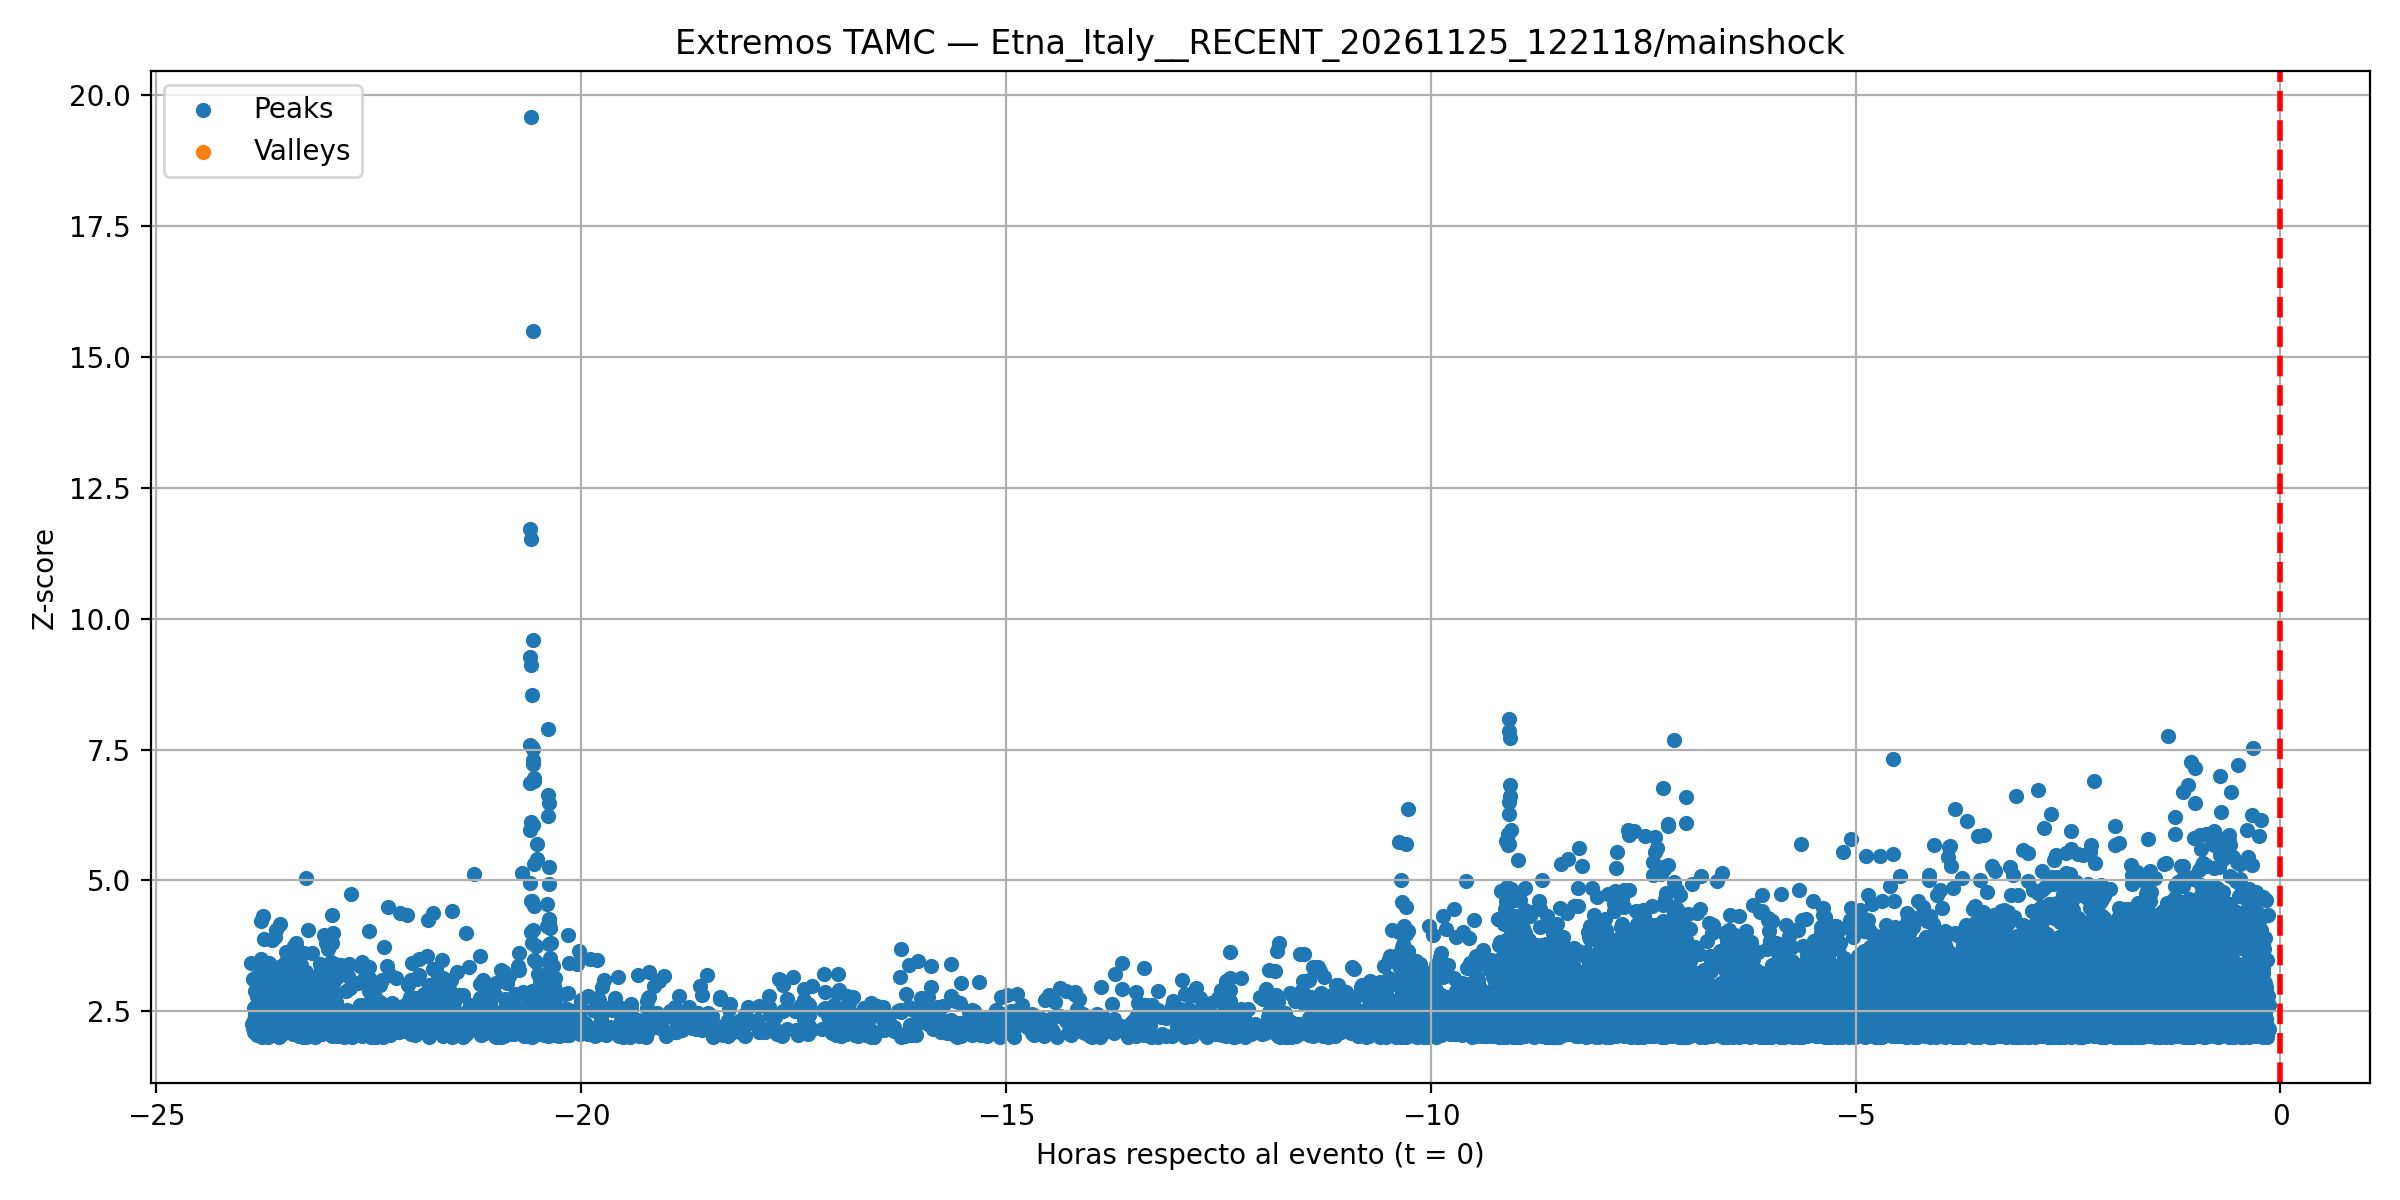 Extremos TAMC — Etna_Italy__RECENT_20261125_122118/mainshock
Peaks
Valleys
Z-score
20.0
17.5
15.0
12.5
10.0
7.5
5.0
2.5
−25
−20
−15
−10
−5
0
Horas respecto al evento (t = 0)